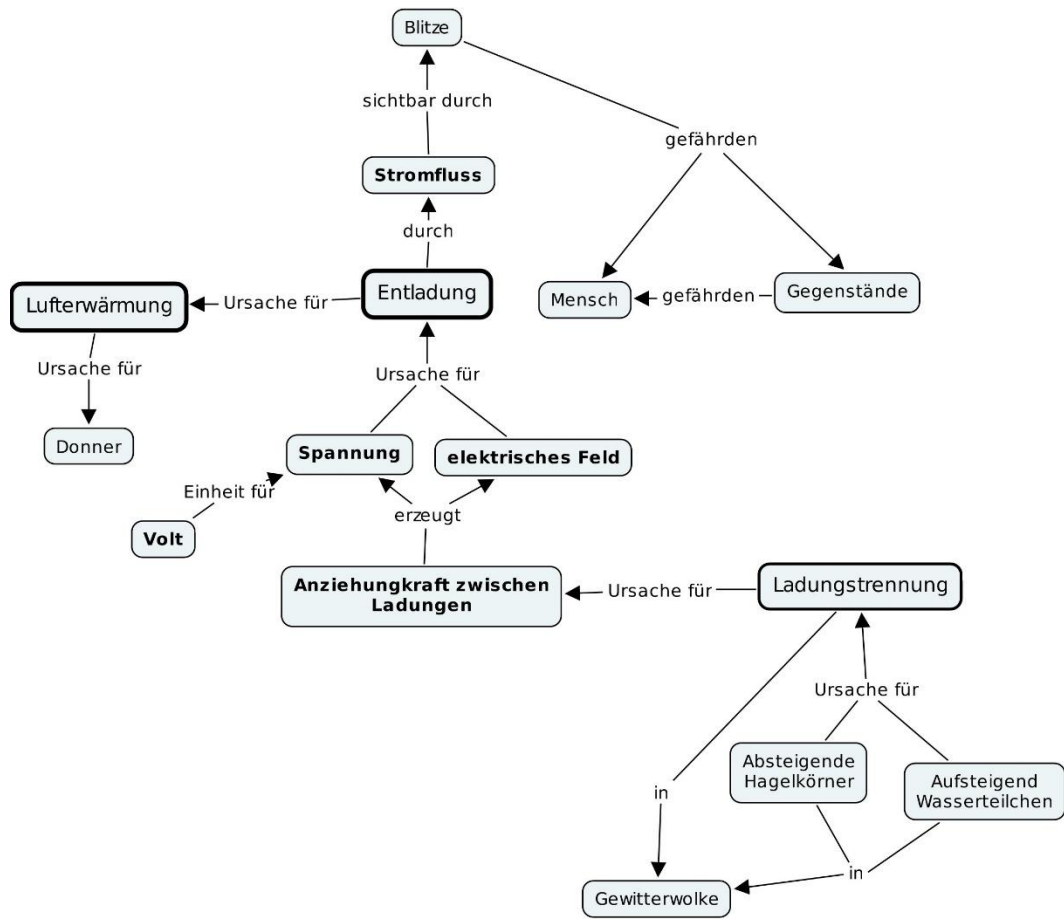 Blitze
sichtbar durch
gefährden
Stromfluss
durch
Lufterwärmung
Ursache für
Entladung
Mensch
gefährden
Gegenstände
Ursache für
Ursache für
Donner
Spannung
elektrisches Feld
Einheit für
erzeugt
Volt
Anziehungkraft zwischen
Ladungen
Ursache für
Ladungstrennung
Ursache für
Absteigende
Hagelkörner
Aufsteigend
Wasserteilchen
in
in
Gewitterwolke